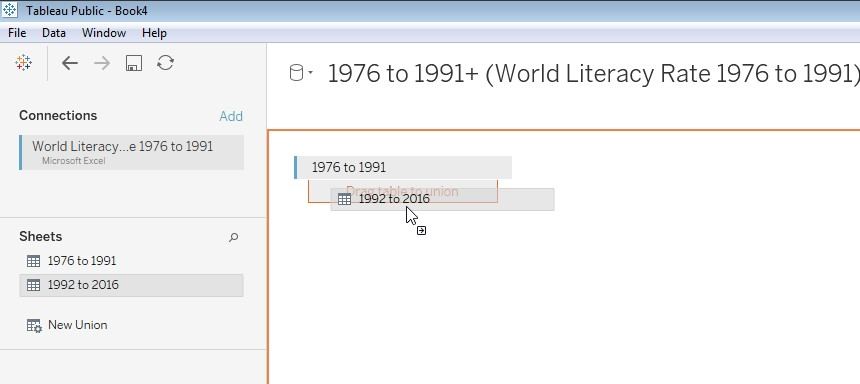 Tableau Public - Book4
File Data Window Help
1976 to 1991+ (World Literacy Rate 1976 to 1991)
Connections Add
World Literacy...e 1976 to 1991
Microsoft Excel
1976 to 1991
Drag table to union
1992 to 2016
Sheets
1976 to 1991
1992 to 2016
New Union